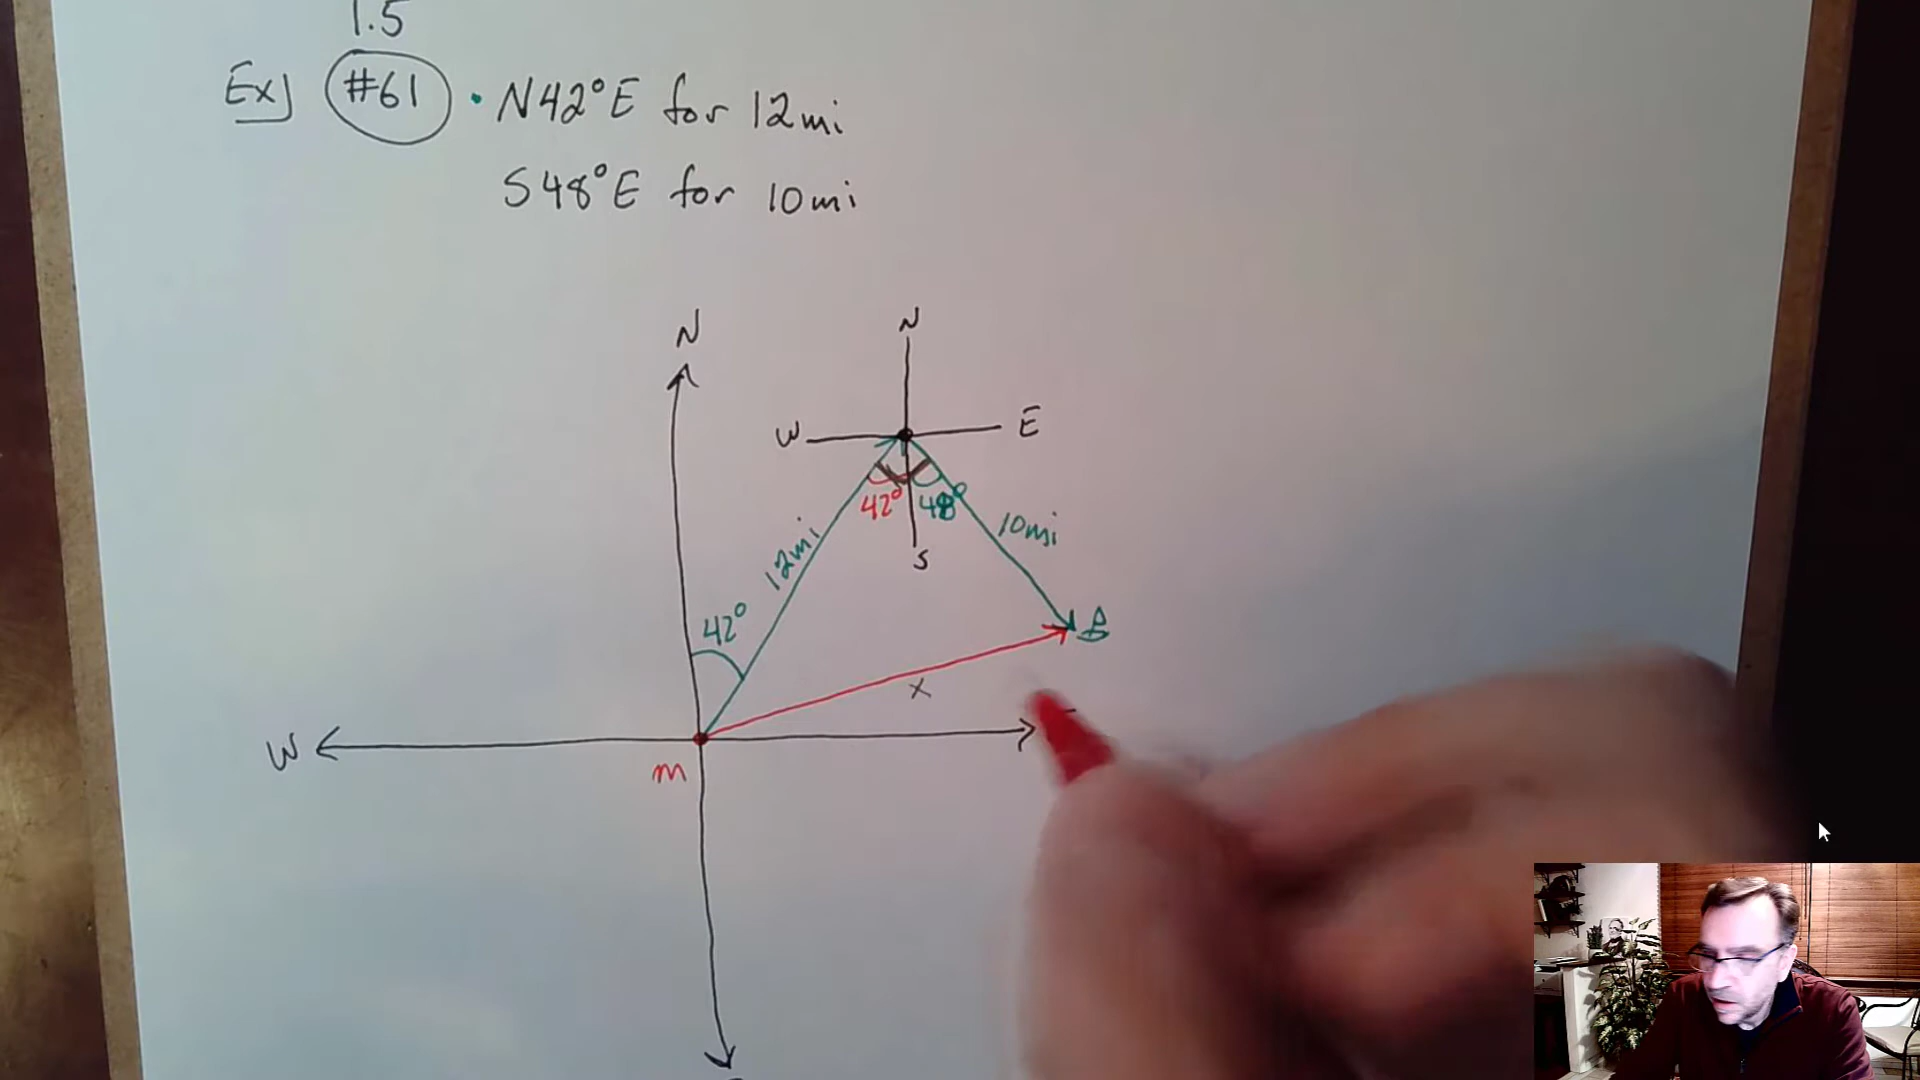 1.5
Ex) #61 • N42°E for 12mi
S48°E for 10mi
N
N
W
E
42°
48°
10mi
12mi
S
42°
B
x
W
m